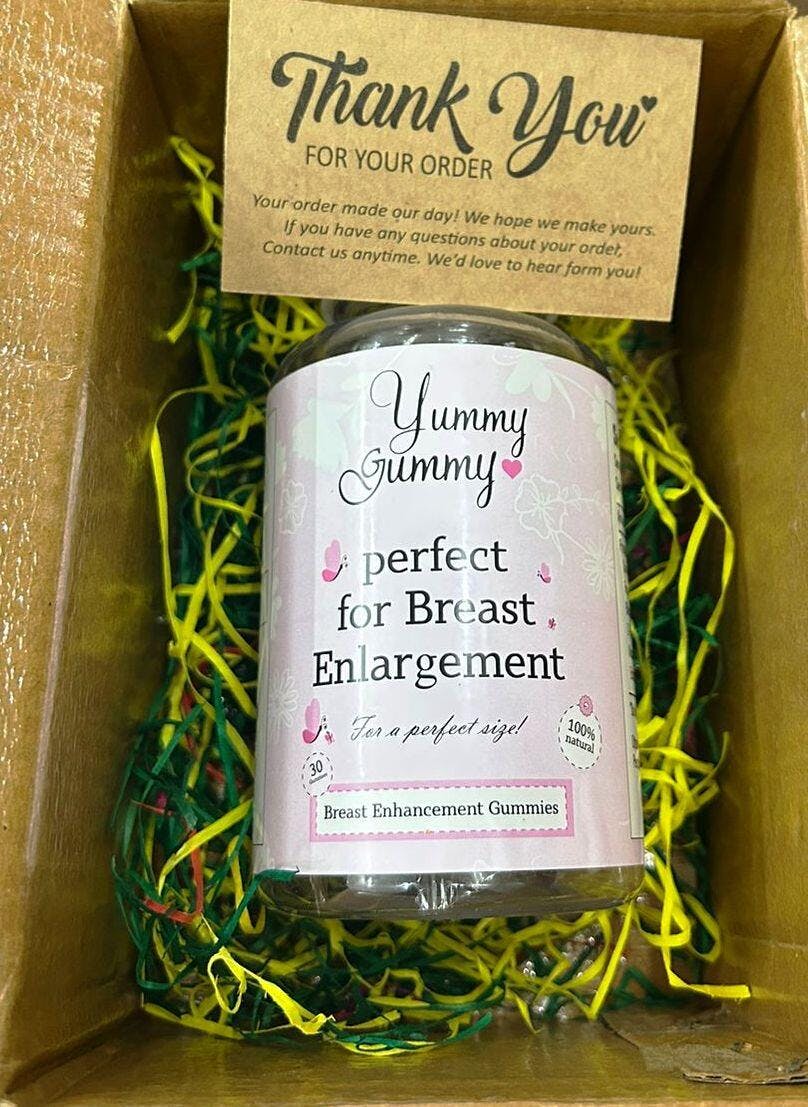 Thank You
FOR YOUR ORDER
Your order made our day! We hope we make yours.
If you have any questions about your order,
Contact us anytime. We'd love to hear form you!
Yummy
Gummy
perfect
for Breast
Enlargement
For a perfect size!
100%
natural
30
Gummies
Breast Enhancement Gummies